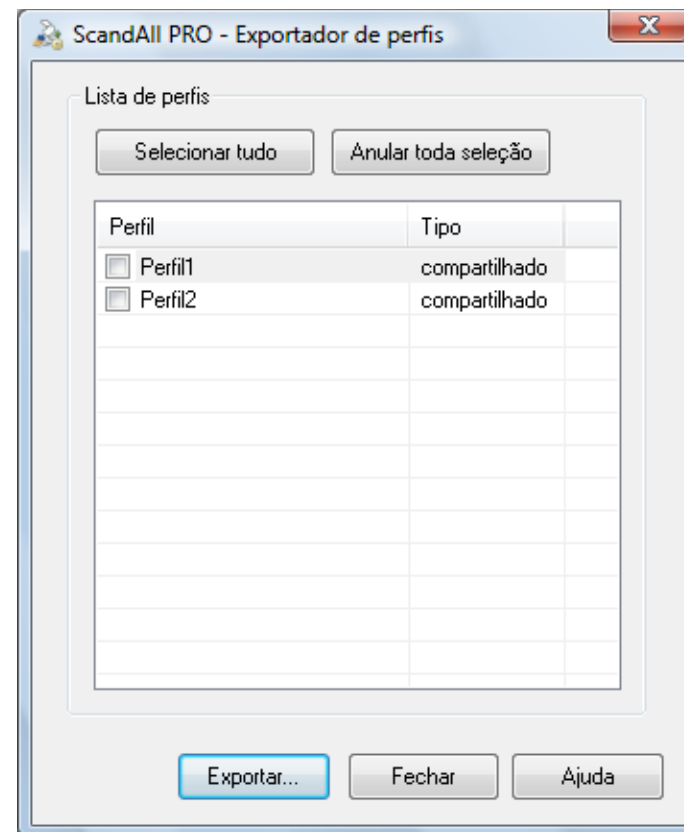 ScandAll PRO - Exportador de perfis
Lista de perfis
Selecionar tudo Anular toda seleção
Perfil Tipo
Perfil1 compartilhado
Perfil2 compartilhado
Exportar... Fechar Ajuda